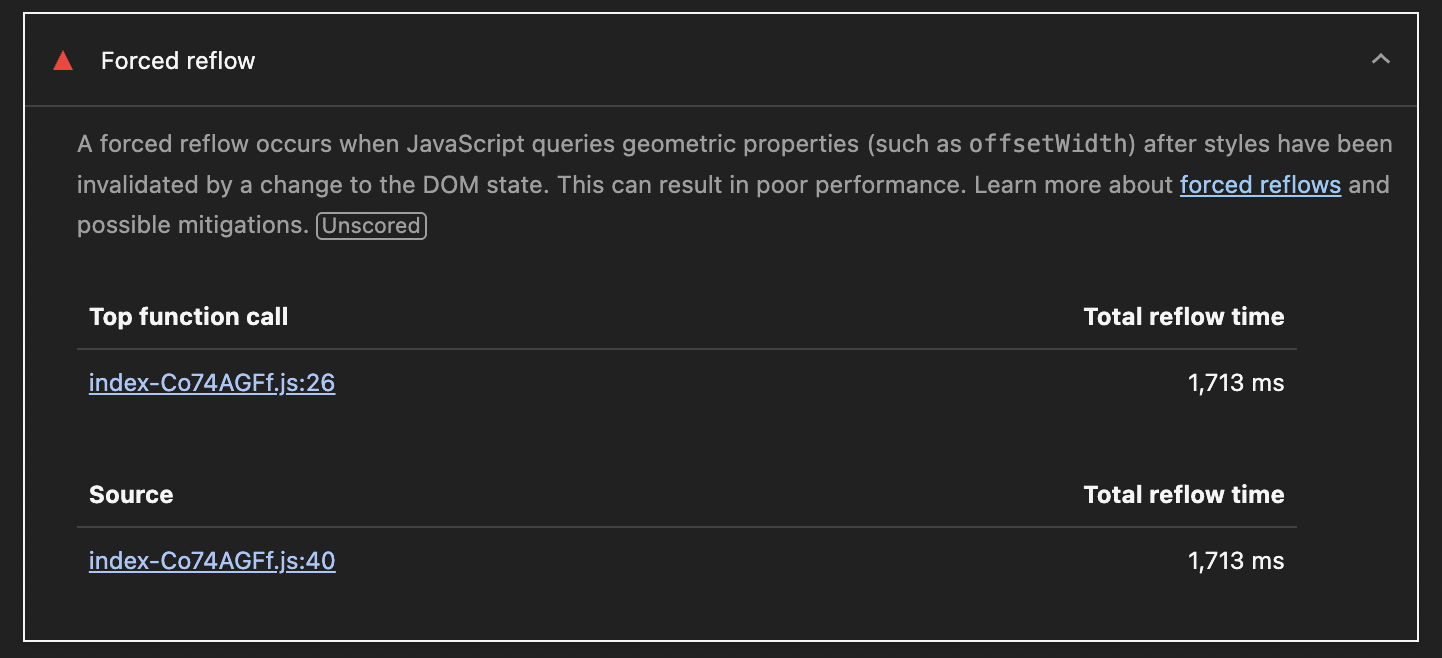 Forced reflow
A forced reflow occurs when JavaScript queries geometric properties (such as offsetWidth) after styles have been
invalidated by a change to the DOM state. This can result in poor performance. Learn more about forced reflows and
possible mitigations. Unscored
Top function call Total reflow time
index-Co74AGFf.js:26 1,713 ms
Source Total reflow time
index-Co74AGFf.js:40 1,713 ms